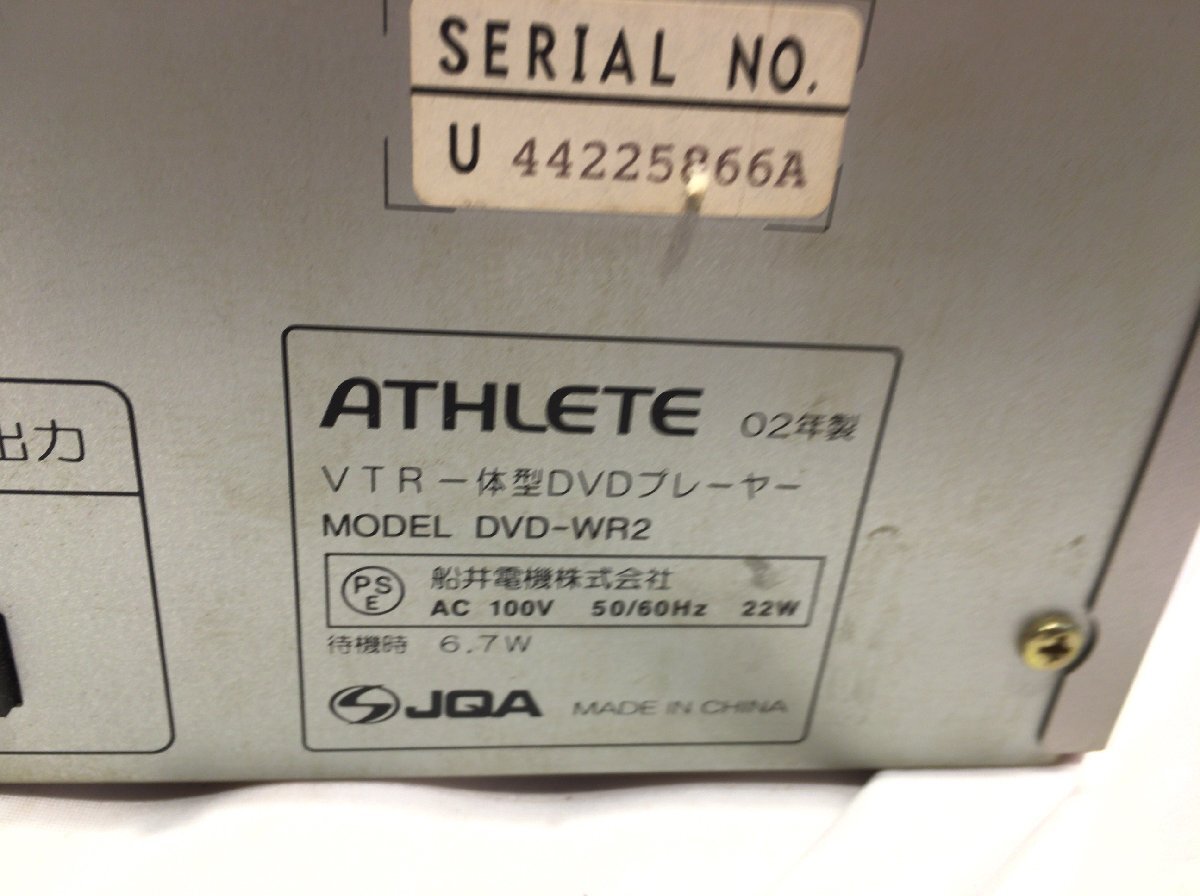 SERIAL NO.
U 44225866A
出力
ATHLETE 02年製
VTR一体型DVDプレーヤー
MODEL DVD-WR2
PS
E
船井電機株式会社
AC 100V 50/60Hz 22W
待機時 6.7W
JQA MADE IN CHINA